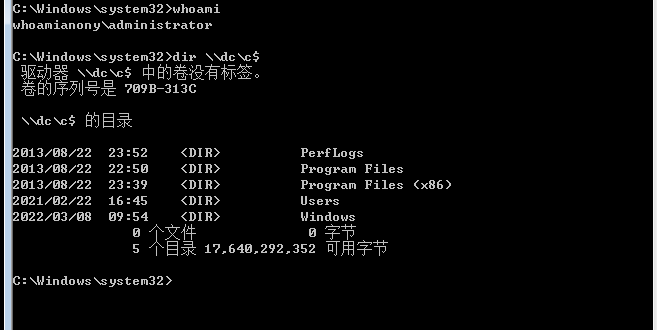 C:\Windows\system32>whoami
whoamianony\administrator
C:\Windows\system32>dir \\dc\c$
驱动器 \\dc\c$ 中的卷没有标签。
卷的序列号是 709B-313C
\\dc\c$ 的目录
2013/08/22  23:52    <DIR>          PerfLogs
2013/08/22  22:50    <DIR>          Program Files
2013/08/22  23:39    <DIR>          Program Files (x86)
2021/02/22  16:45    <DIR>          Users
2022/03/08  09:54    <DIR>          Windows
0 个文件              0 字节
5 个目录 17,640,292,352 可用字节
C:\Windows\system32>